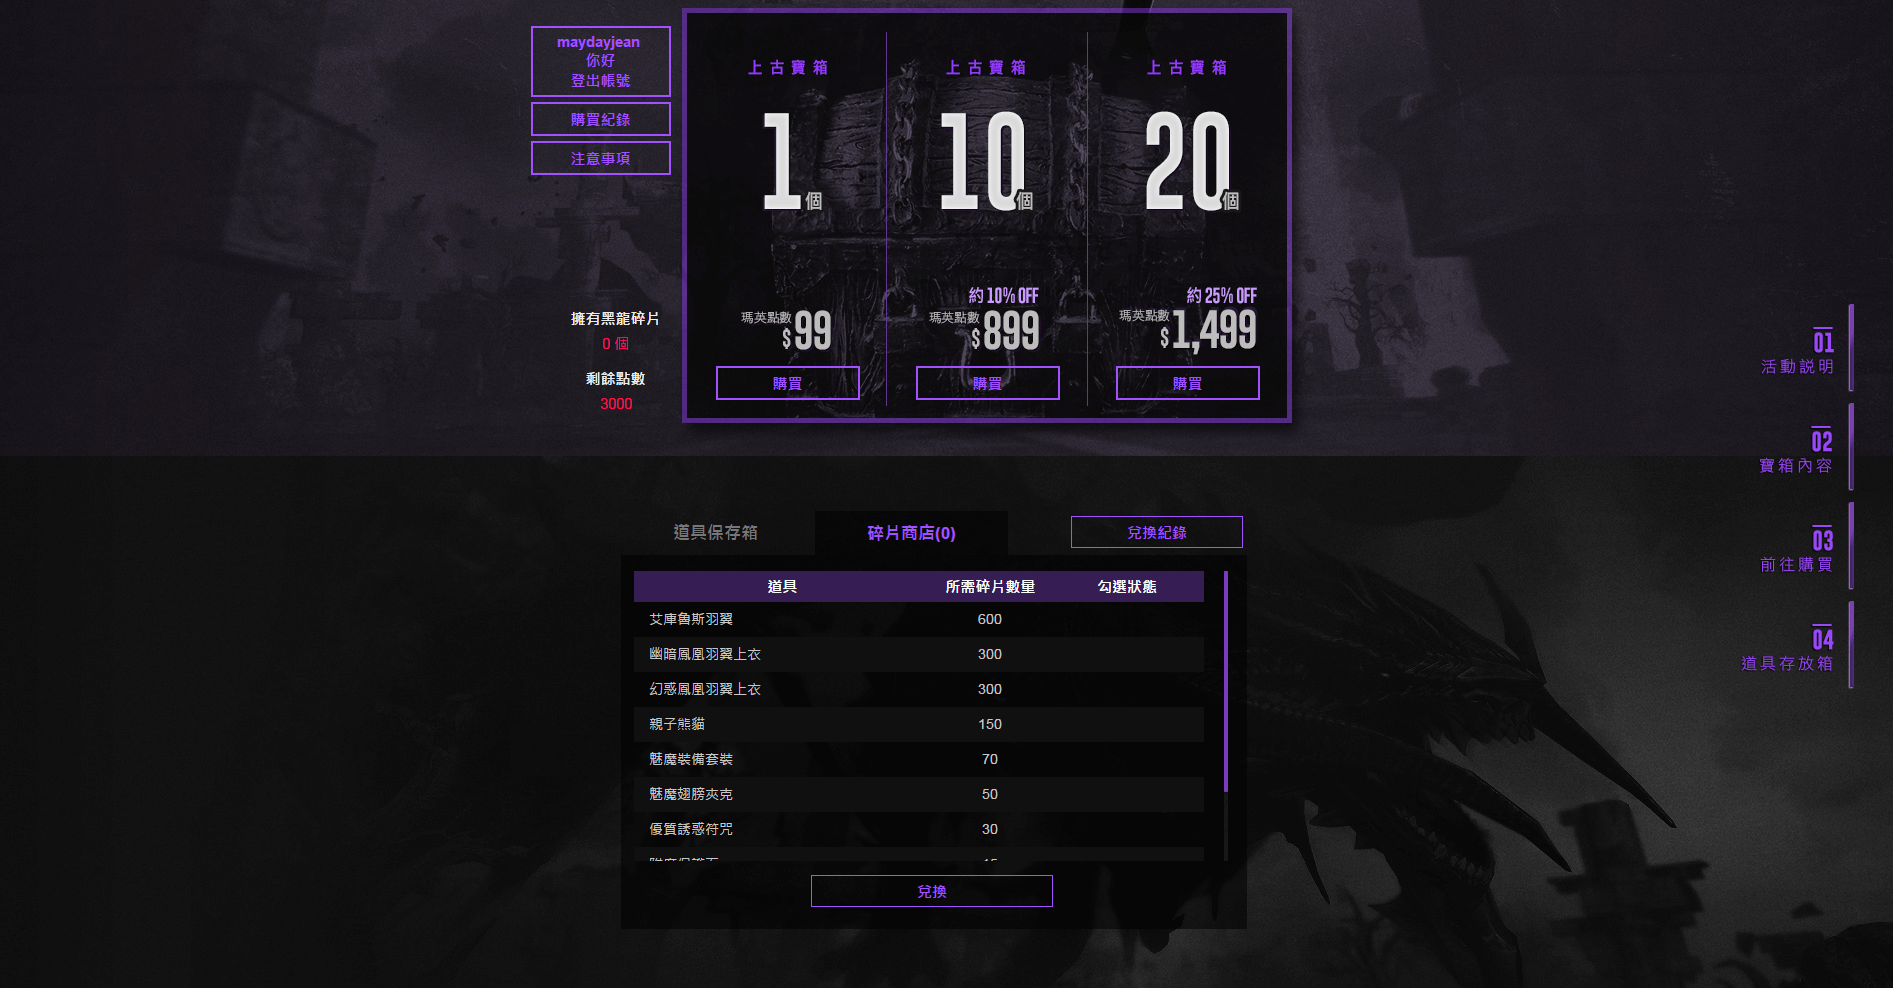 maydayjean
你好
登出帳號
購買紀錄
注意事項
擁有黑龍碎片
0 個
剩餘點數
3000
上古寶箱
1個
瑪英點數
$99
購買
上古寶箱
10個
約 10% OFF
瑪英點數
$899
購買
上古寶箱
20個
約 25% OFF
瑪英點數
$1,499
購買
01
活動說明
02
寶箱內容
03
前往購買
04
道具存放箱
道具保存箱
碎片商店(0)
兌換紀錄
道具 所需碎片數量 勾選狀態
艾庫魯斯羽翼 600
幽暗鳳凰羽翼上衣 300
幻惑鳳凰羽翼上衣 300
親子熊貓 150
魅魔裝備套裝 70
魅魔翅膀夾克 50
優質誘惑符咒 30
兌換